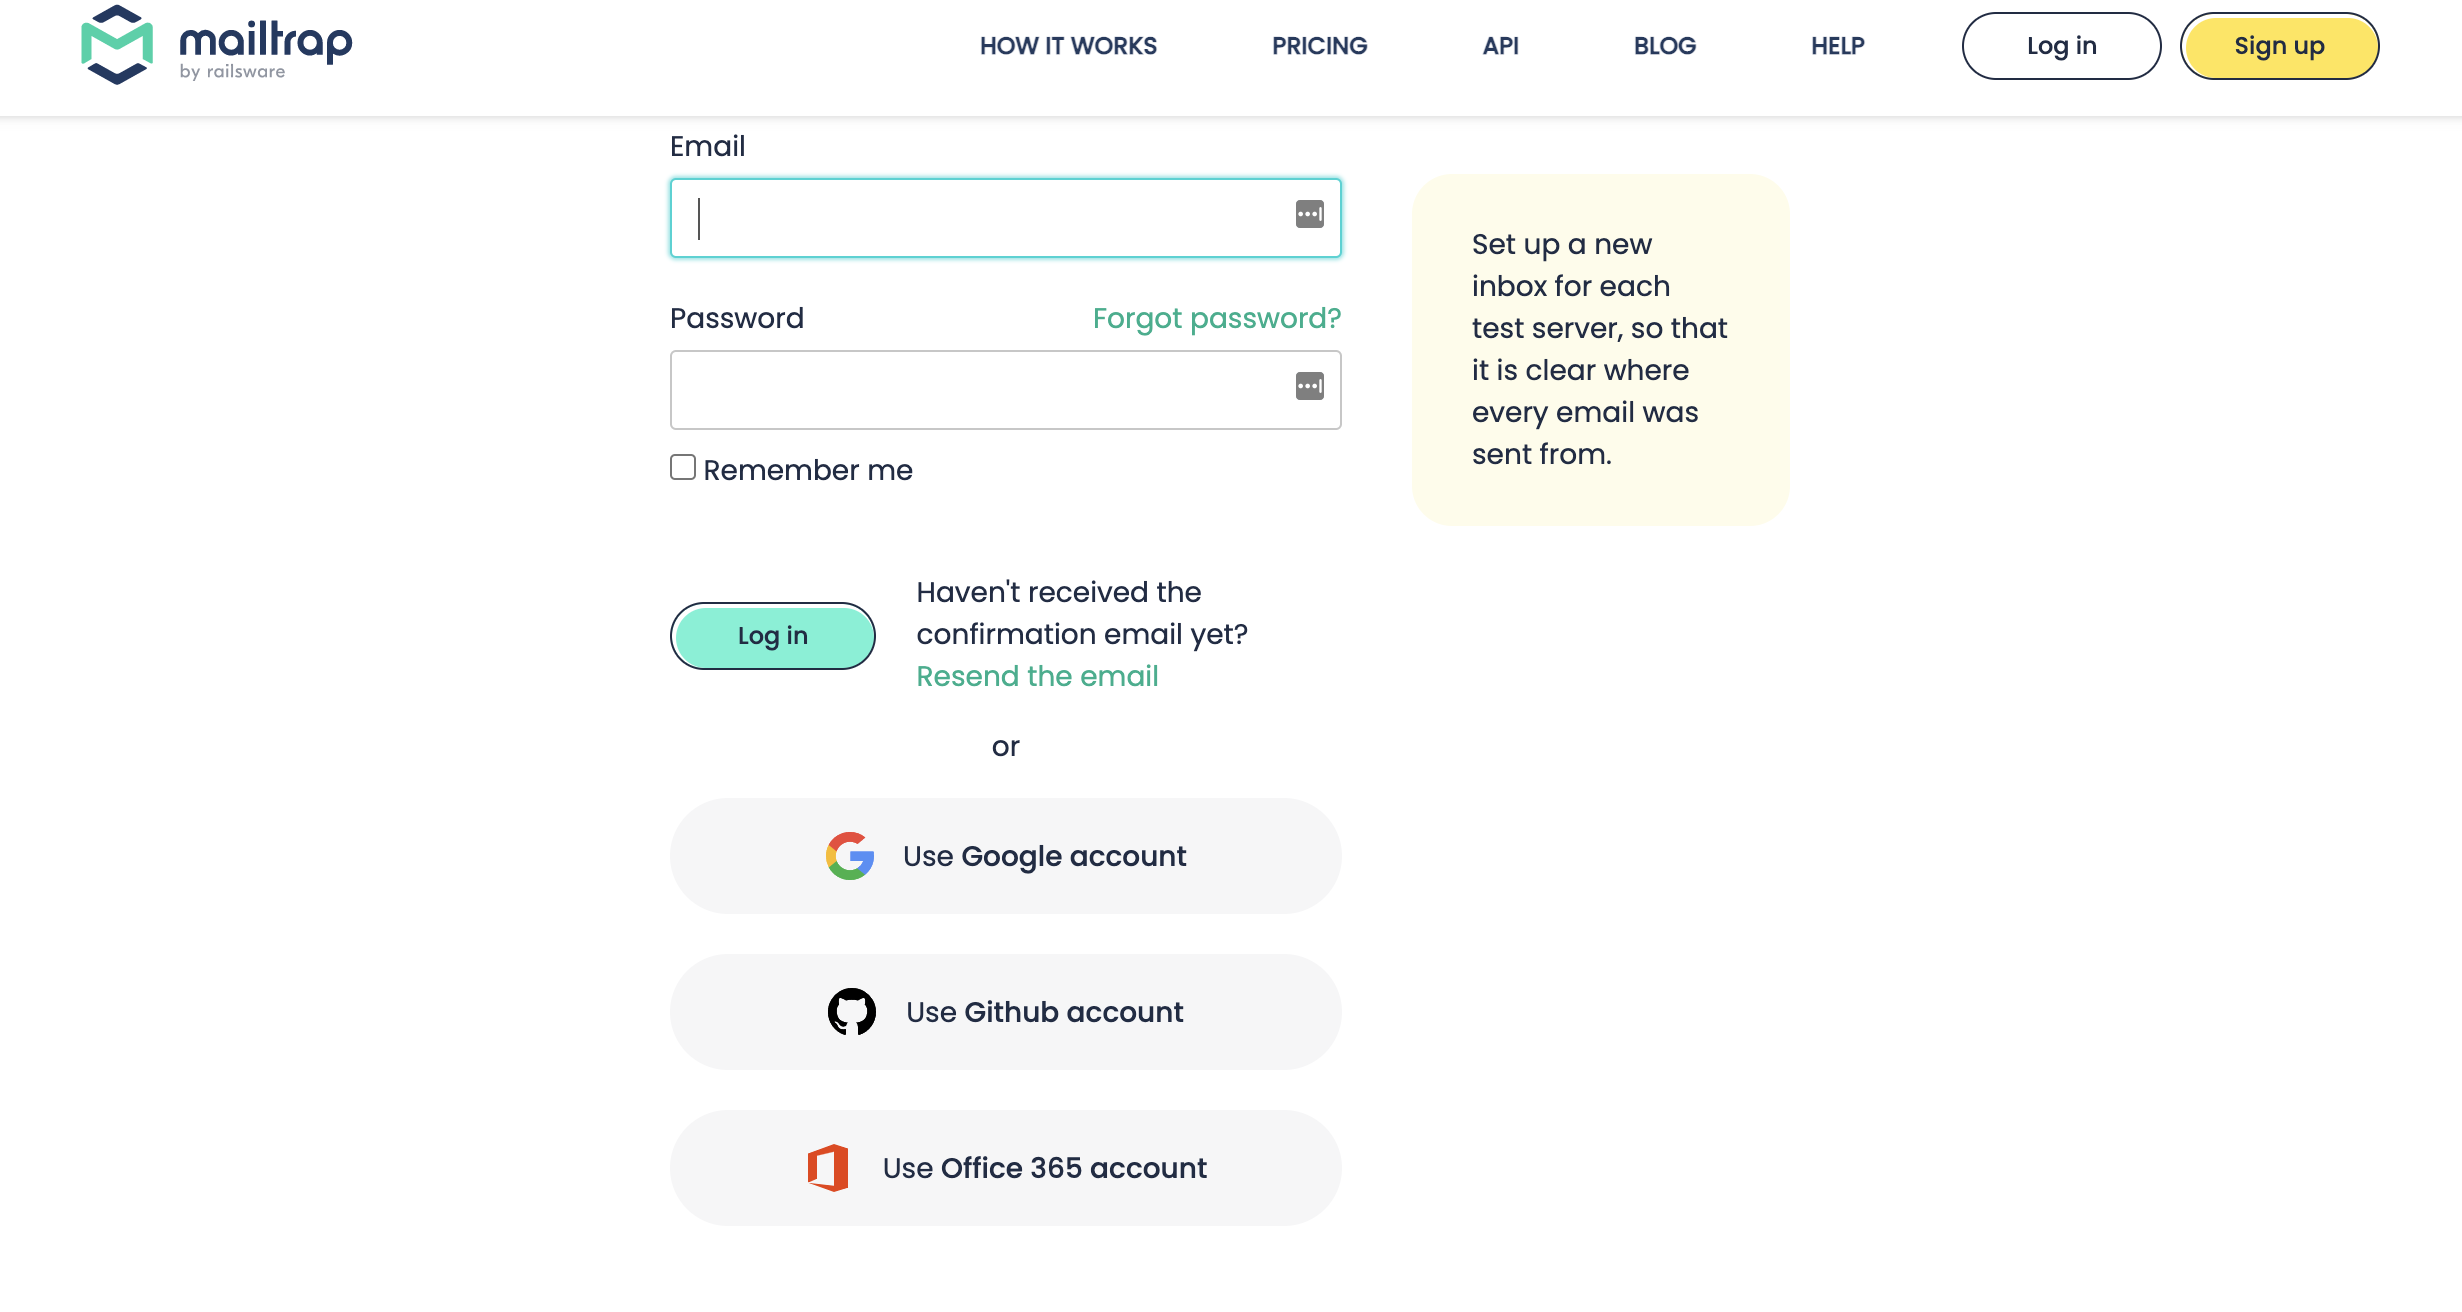 mailtrap
by railsware
HOW IT WORKS
PRICING
API
BLOG
HELP
Log in
Sign up
Email
Password
Forgot password?
Remember me
Set up a new
inbox for each
test server, so that
it is clear where
every email was
sent from.
Log in
Haven't received the
confirmation email yet?
Resend the email
or
Use Google account
Use Github account
Use Office 365 account